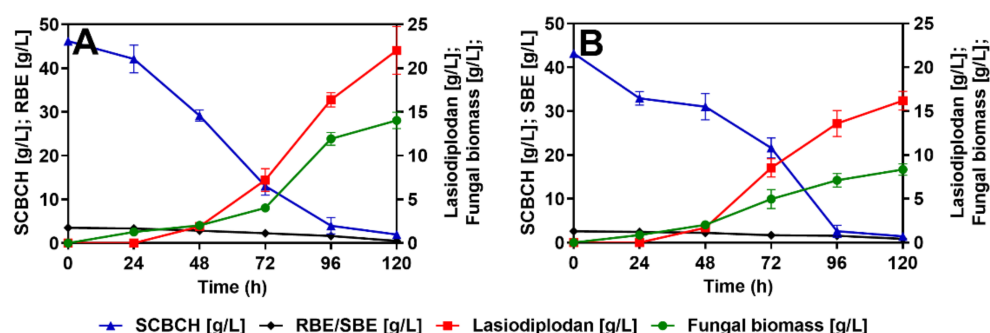 A
SCBCH [g/L]; RBE [g/L]
50
40
30
20
10
0
0 24 48 72 96 120
Time (h)
25
20
15
10
5
0
Lasiodiplodan [g/L];
Fungal biomass [g/L];
B
SCBCH [g/L]; SBE [g/L]
50
40
30
20
10
0
0 24 48 72 96 120
Time (h)
25
20
15
10
5
0
Lasiodiplodan [g/L];
Fungal biomass [g/L];
SCBCH [g/L] RBE/SBE [g/L] Lasiodiplodan [g/L] Fungal biomass [g/L]